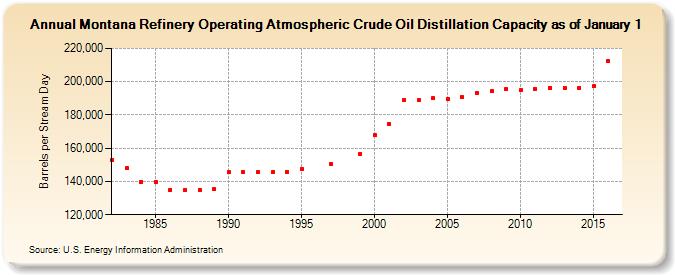 Annual Montana Refinery Operating Atmospheric Crude Oil Distillation Capacity as of January 1
Barrels per Stream Day
220,000
200,000
180,000
160,000
140,000
120,000
1985 1990 1995 2000 2005 2010 2015
Source: U.S. Energy Information Administration